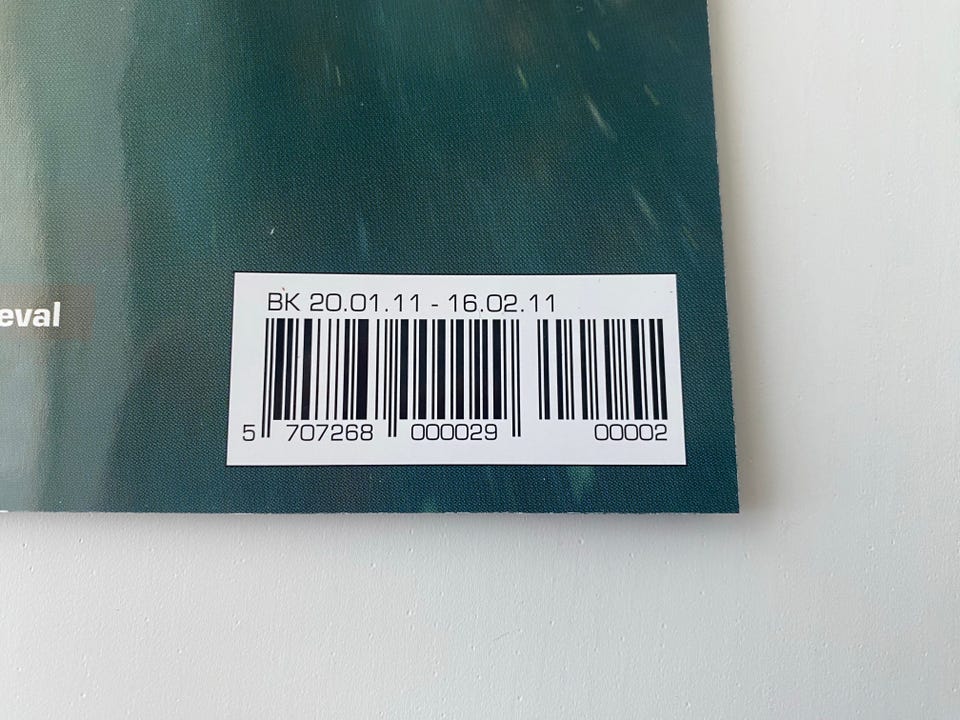 eval
BK 20.01.11 - 16.02.11
5 707268 000029 00002